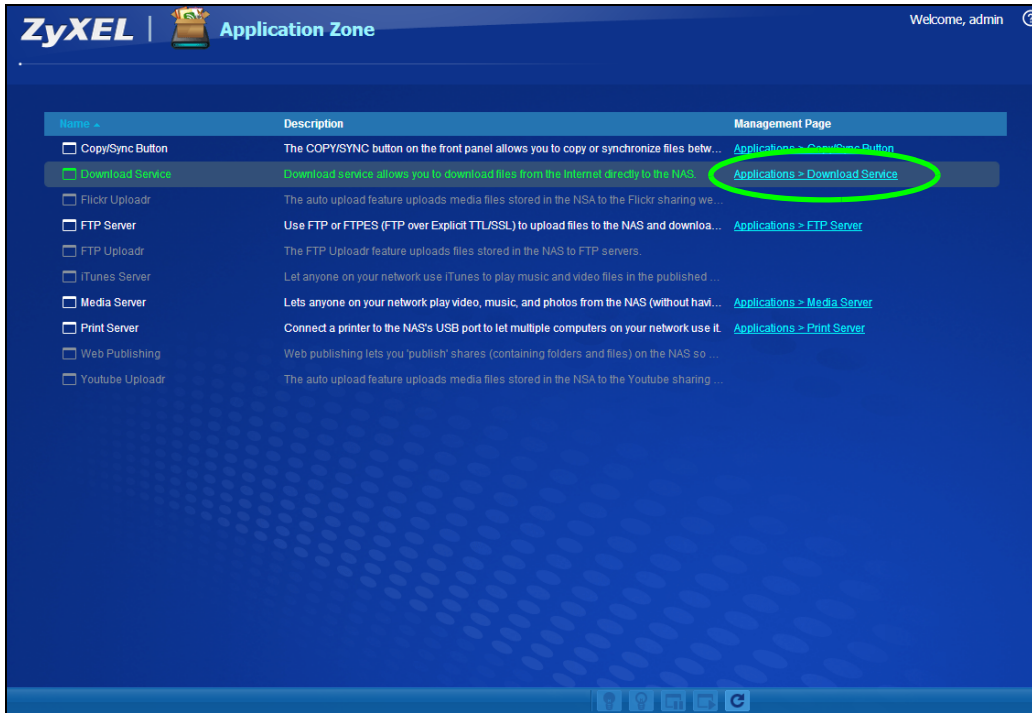 ZyXEL | Application Zone Welcome, admin ?
Name Description Management Page
Copy/Sync Button The COPY/SYNC button on the front panel allows you to copy or synchronize files betw... Applications > Copy/Sync Button
Download Service Download service allows you to download files from the Internet directly to the NAS. Applications > Download Service
Flickr Uploadr The auto upload feature uploads media files stored in the NSA to the Flickr sharing we...
FTP Server Use FTP or FTPES (FTP over Explicit TTL/SSL) to upload files to the NAS and downloa... Applications > FTP Server
FTP Uploadr The FTP Uploadr feature uploads files stored in the NAS to FTP servers.
iTunes Server Let anyone on your network use iTunes to play music and video files in the published ...
Media Server Lets anyone on your network play video, music, and photos from the NAS (without havi... Applications > Media Server
Print Server Connect a printer to the NAS's USB port to let multiple computers on your network use it. Applications > Print Server
Web Publishing Web publishing lets you 'publish' shares (containing folders and files) on the NAS so ...
Youtube Uploadr The auto upload feature uploads media files stored in the NSA to the Youtube sharing ...